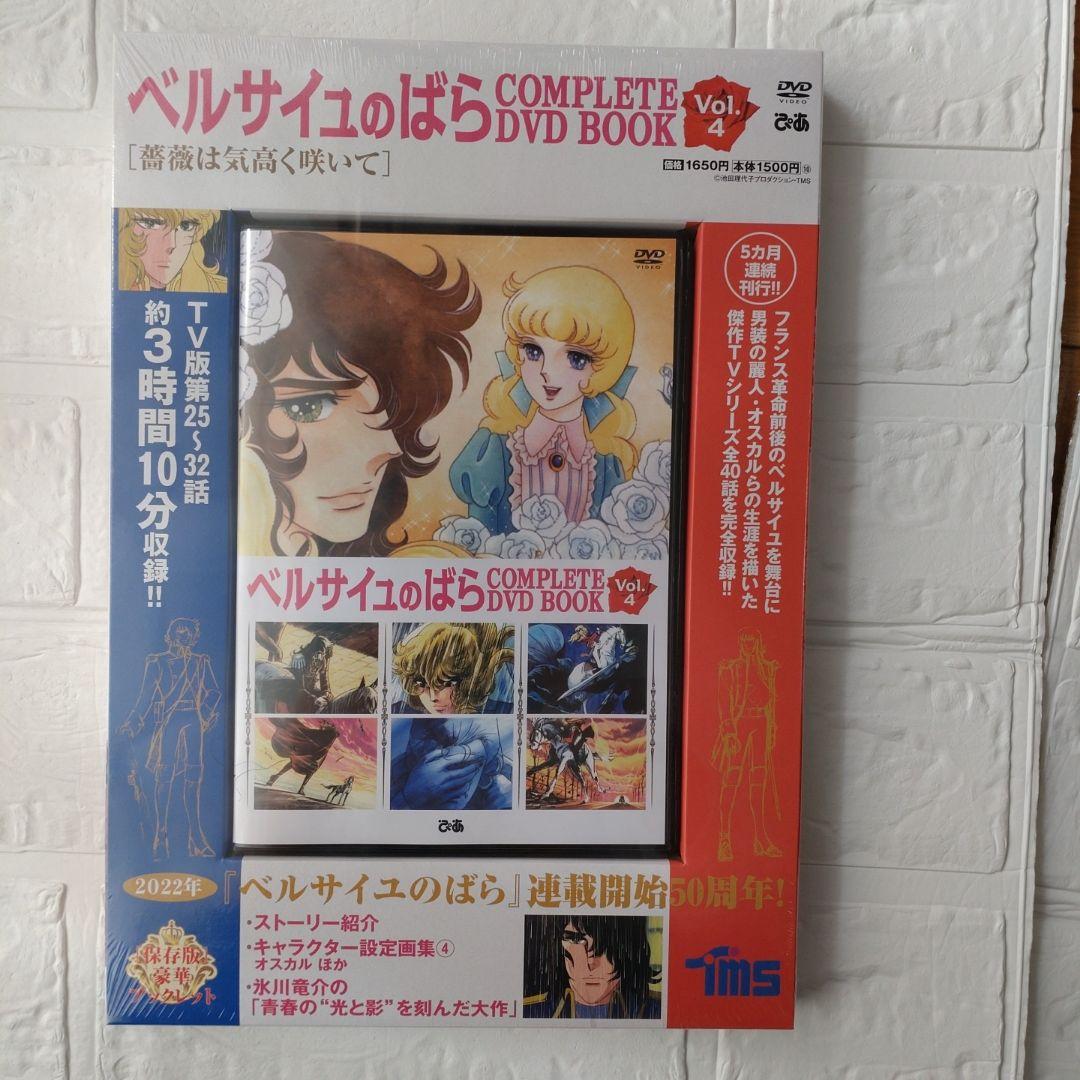 ベルサイユのばら COMPLETE DVD BOOK Vol.4
DVD VIDEO
ぴあ
[薔薇は気高く咲いて]
価格1650円 本体1500円⑩
©池田理代子プロダクション・TMS
TV版第25〜32話
約3時間10分収録!!
DVD VIDEO
ベルサイユのばら COMPLETE DVD BOOK Vol.4
ぴあ
5カ月
連続
刊行!!
フランス革命前後のベルサイユを舞台に
男装の麗人・オスカルらの生涯を描いた
傑作TVシリーズ全40話を完全収録!!
2022年 『ベルサイユのばら』連載開始50周年!
保存版
豪華
ブックレット
・ストーリー紹介
・キャラクター設定画集④
オスカル ほか
・氷川竜介の
「青春の“光と影”を刻んだ大作」
TMS